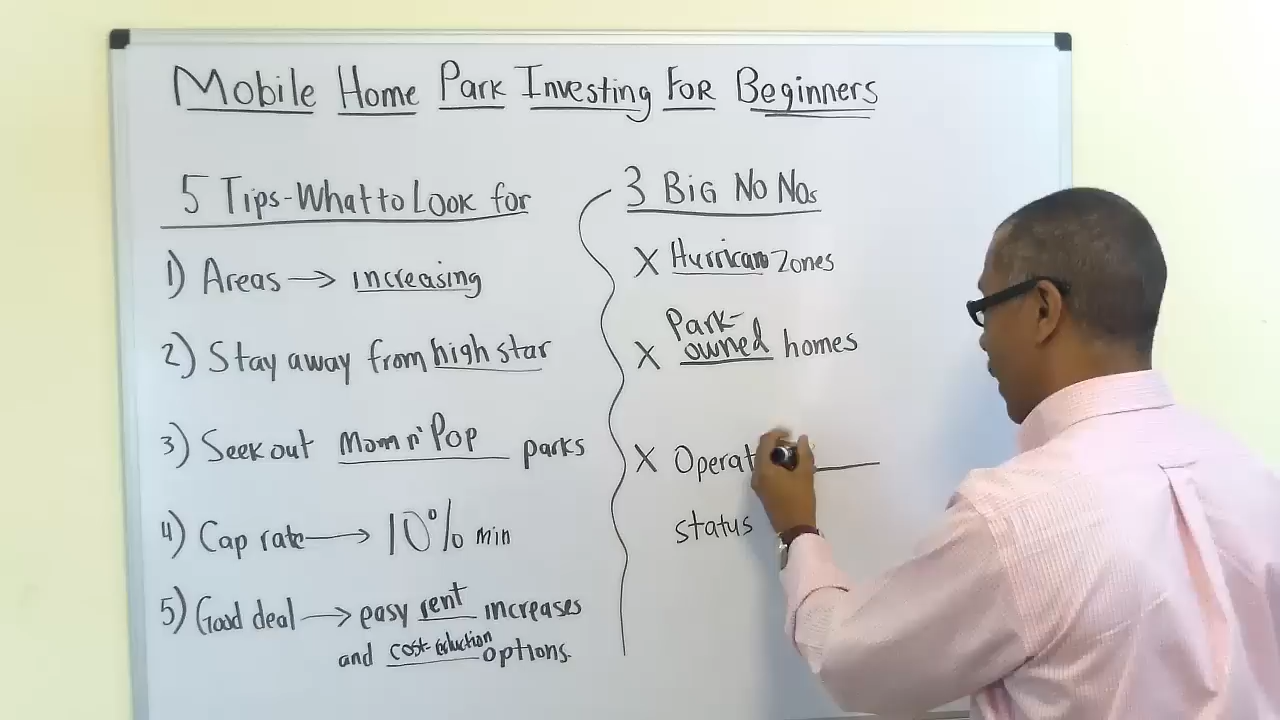 Mobile Home Park Investing FoR Beginners
5 Tips-What to Look for
1) Areas → increasing
2) Stay away from high star
3) Seek out Mom n' Pop parks
4) Cap rate → 10% min
5) Good deal → easy rent increases
and cost-reduction options.
3 Big No Nos
X Hurrican Zones
X Park-
owned homes
X Operat
status